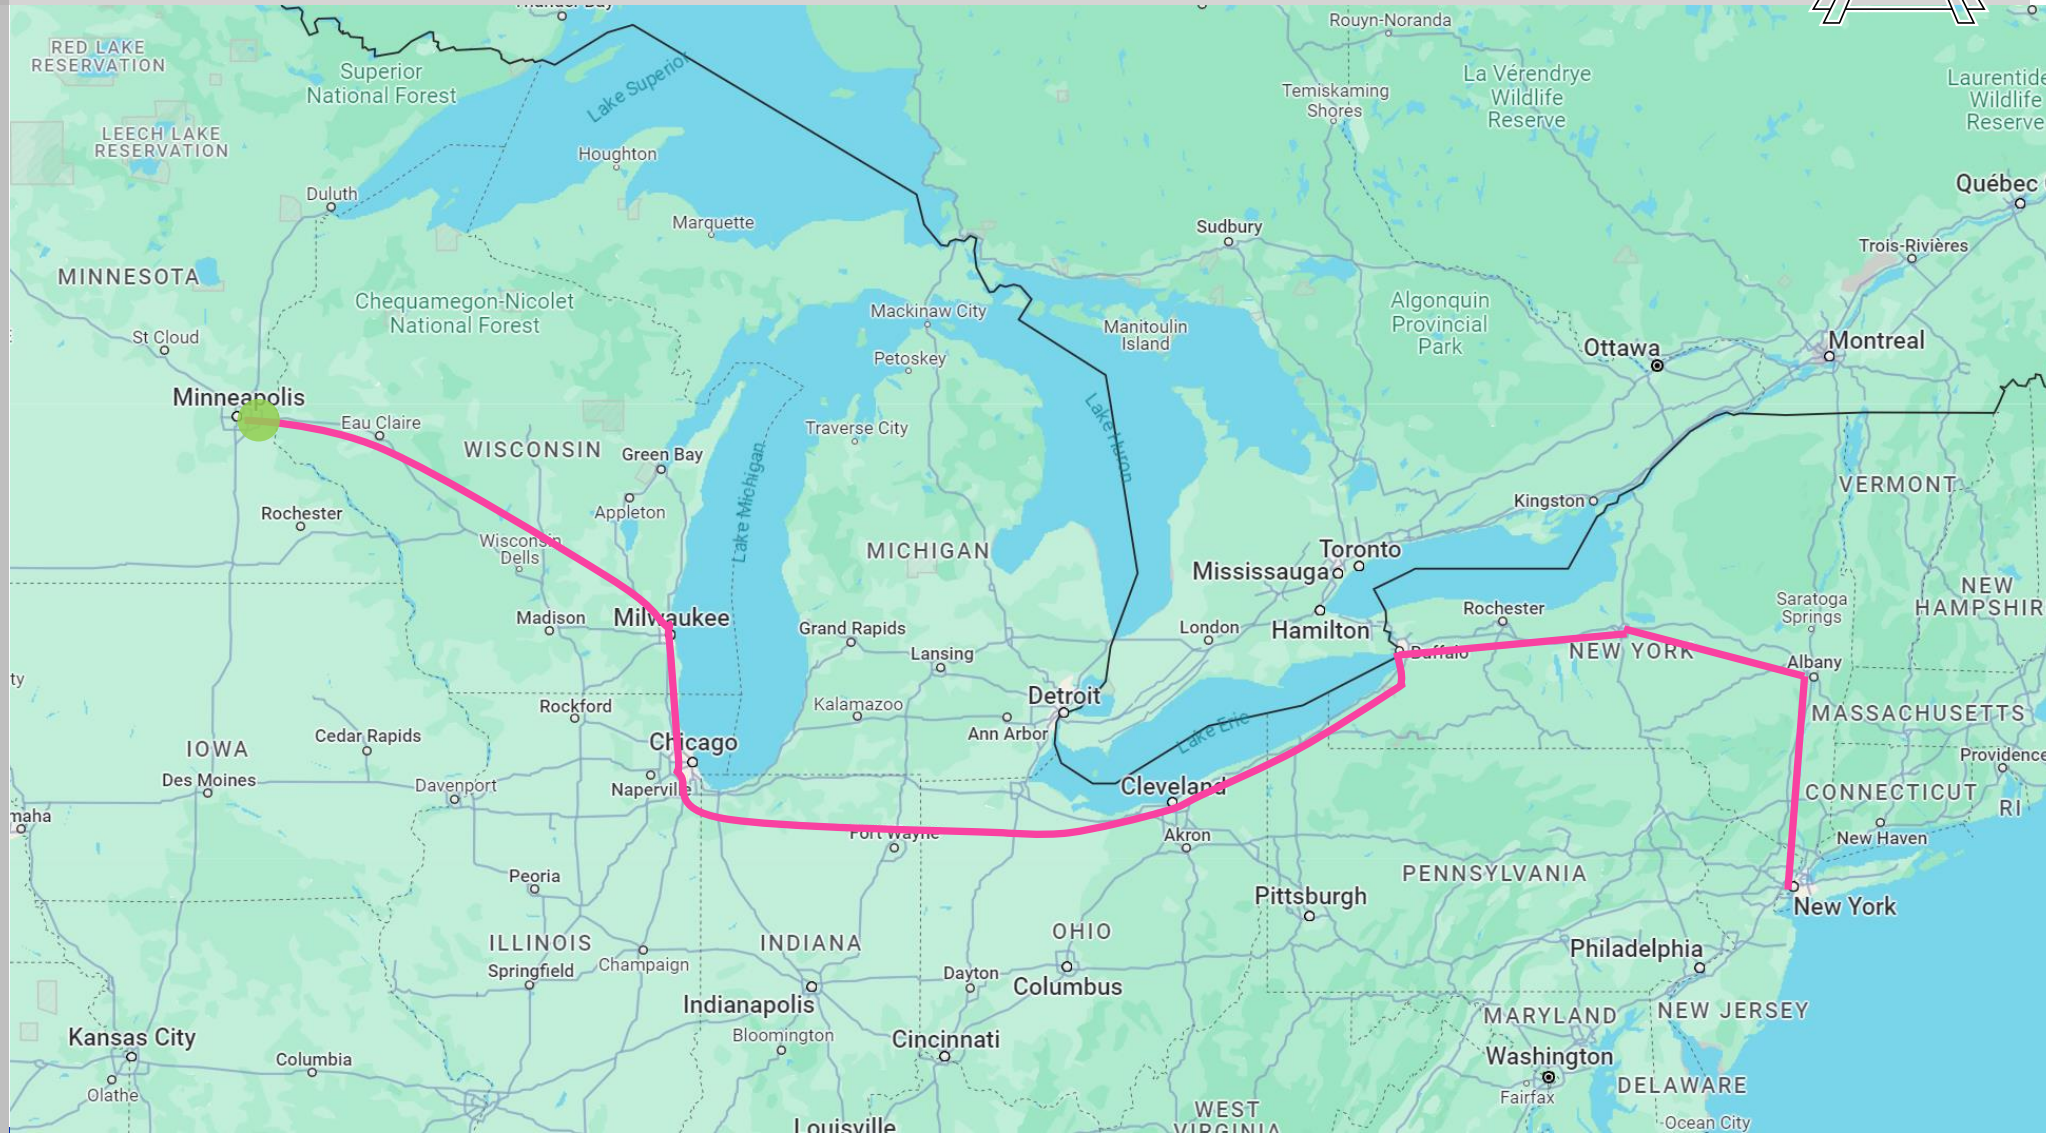 Thunder Bay
Rouyn-Noranda
RED LAKE
RESERVATION
Superior
National Forest
Lake Superior
La Vérendrye
Wildlife
Reserve
Laurentide
Wildlife
Reserve
Temiskaming
Shores
LEECH LAKE
RESERVATION
Houghton
Duluth
Québec
Marquette
Sudbury
Trois-Rivières
MINNESOTA
Chequamegon-Nicolet
National Forest
Mackinaw City
Manitoulin
Island
Algonquin
Provincial
Park
St Cloud
Petoskey
Ottawa
Montreal
Minneapolis
Eau Claire
Traverse City
Lake Huron
WISCONSIN
Green Bay
Lake Michigan
VERMONT
Kingston
Rochester
Appleton
Wisconsin
Dells
MICHIGAN
Toronto
Mississauga
NEW
HAMPSHIR
Saratoga
Springs
Madison
Milwaukee
Grand Rapids
London
Hamilton
Rochester
Lansing
Buffalo
NEW YORK
Albany
ty
Detroit
Rockford
Kalamazoo
Ann Arbor
Lake Erie
MASSACHUSETTS
Cedar Rapids
IOWA
Chicago
Providence
Des Moines
Davenport
Naperville
Cleveland
CONNECTICUT
RI
maha
Fort Wayne
Akron
New Haven
Peoria
PENNSYLVANIA
Pittsburgh
New York
ILLINOIS
INDIANA
OHIO
Philadelphia
Springfield
Champaign
Dayton
Columbus
Indianapolis
NEW JERSEY
MARYLAND
Kansas City
Bloomington
Cincinnati
Columbia
Washington
Olathe
Fairfax
DELAWARE
WEST
VIRGINIA
Louisville
Ocean City